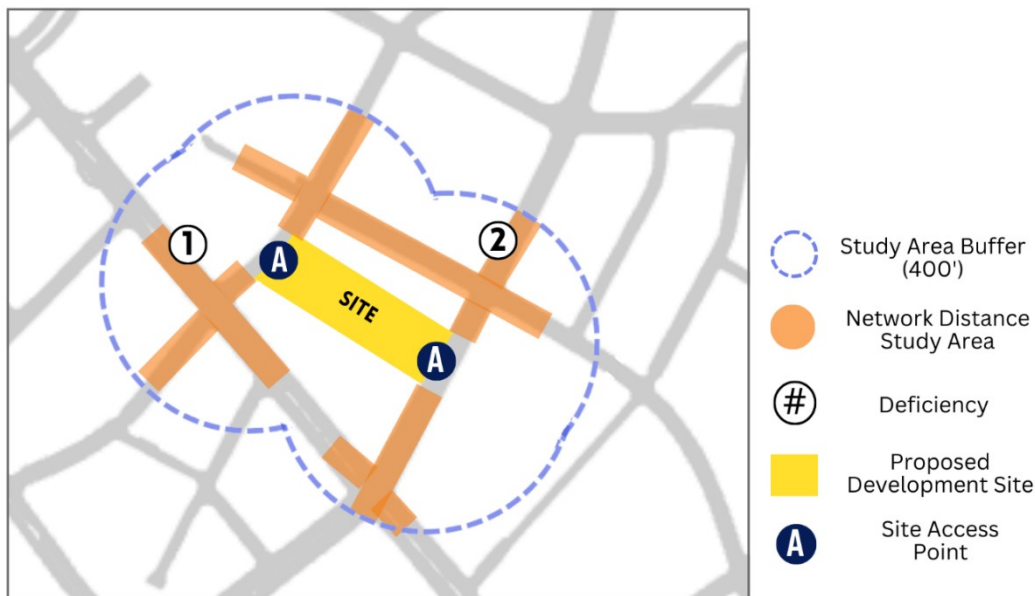 1
2
A
SITE
A
Study Area Buffer
(400')
Network Distance
Study Area
#
Deficiency
Proposed
Development Site
A
Site Access
Point